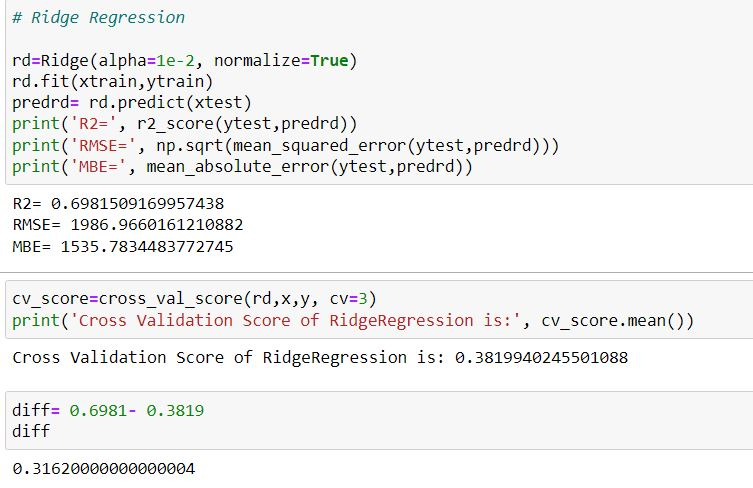 # Ridge Regression
rd=Ridge(alpha=1e-2, normalize=True)
rd.fit(xtrain,ytrain)
predrd= rd.predict(xtest)
print('R2=', r2_score(ytest,predrd))
print('RMSE=', np.sqrt(mean_squared_error(ytest,predrd)))
print('MBE=', mean_absolute_error(ytest,predrd))
R2= 0.6981509169957438
RMSE= 1986.9660161210882
MBE= 1535.7834483772745
cv_score=cross_val_score(rd,x,y, cv=3)
print('Cross Validation Score of RidgeRegression is:', cv_score.mean())
Cross Validation Score of RidgeRegression is: 0.3819940245501088
diff= 0.6981- 0.3819
diff
0.31620000000000004